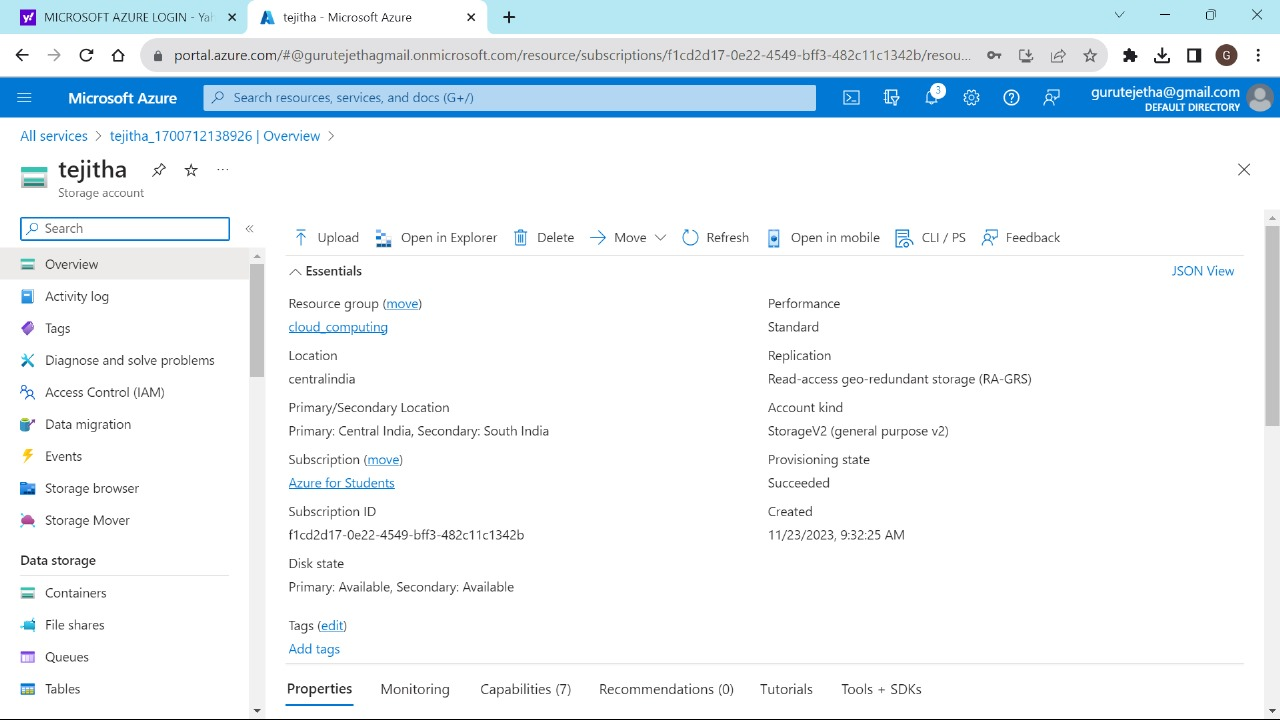 MICROSOFT AZURE LOGIN - Yah
tejitha - Microsoft Azure
portal.azure.com/#@gurutejethagmail.onmicrosoft.com/resource/subscriptions/f1cd2d17-0e22-4549-bff3-482c11c1342b/resou...
G
Microsoft Azure
Search resources, services, and docs (G+/)
3
gurutejetha@gmail.com
DEFAULT DIRECTORY
All services > tejitha_1700712138926 | Overview >
tejitha
Storage account
Search
Upload Open in Explorer Delete Move Refresh Open in mobile CLI / PS Feedback
Overview
Activity log
Tags
Diagnose and solve problems
Access Control (IAM)
Data migration
Events
Storage browser
Storage Mover
Data storage
Containers
File shares
Queues
Tables
Essentials
JSON View
Resource group (move)
cloud_computing
Location
centralindia
Primary/Secondary Location
Primary: Central India, Secondary: South India
Subscription (move)
Azure for Students
Subscription ID
f1cd2d17-0e22-4549-bff3-482c11c1342b
Disk state
Primary: Available, Secondary: Available
Performance
Standard
Replication
Read-access geo-redundant storage (RA-GRS)
Account kind
StorageV2 (general purpose v2)
Provisioning state
Succeeded
Created
11/23/2023, 9:32:25 AM
Tags (edit)
Add tags
Properties Monitoring Capabilities (7) Recommendations (0) Tutorials Tools + SDKs